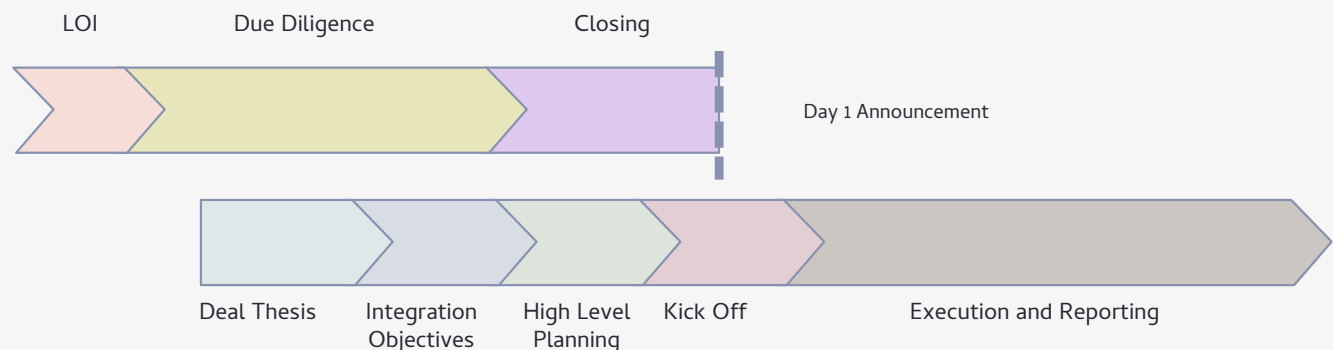 LOI
Due Diligence
Closing
Day 1 Announcement
Deal Thesis
Integration
Objectives
High Level
Planning
Kick Off
Execution and Reporting